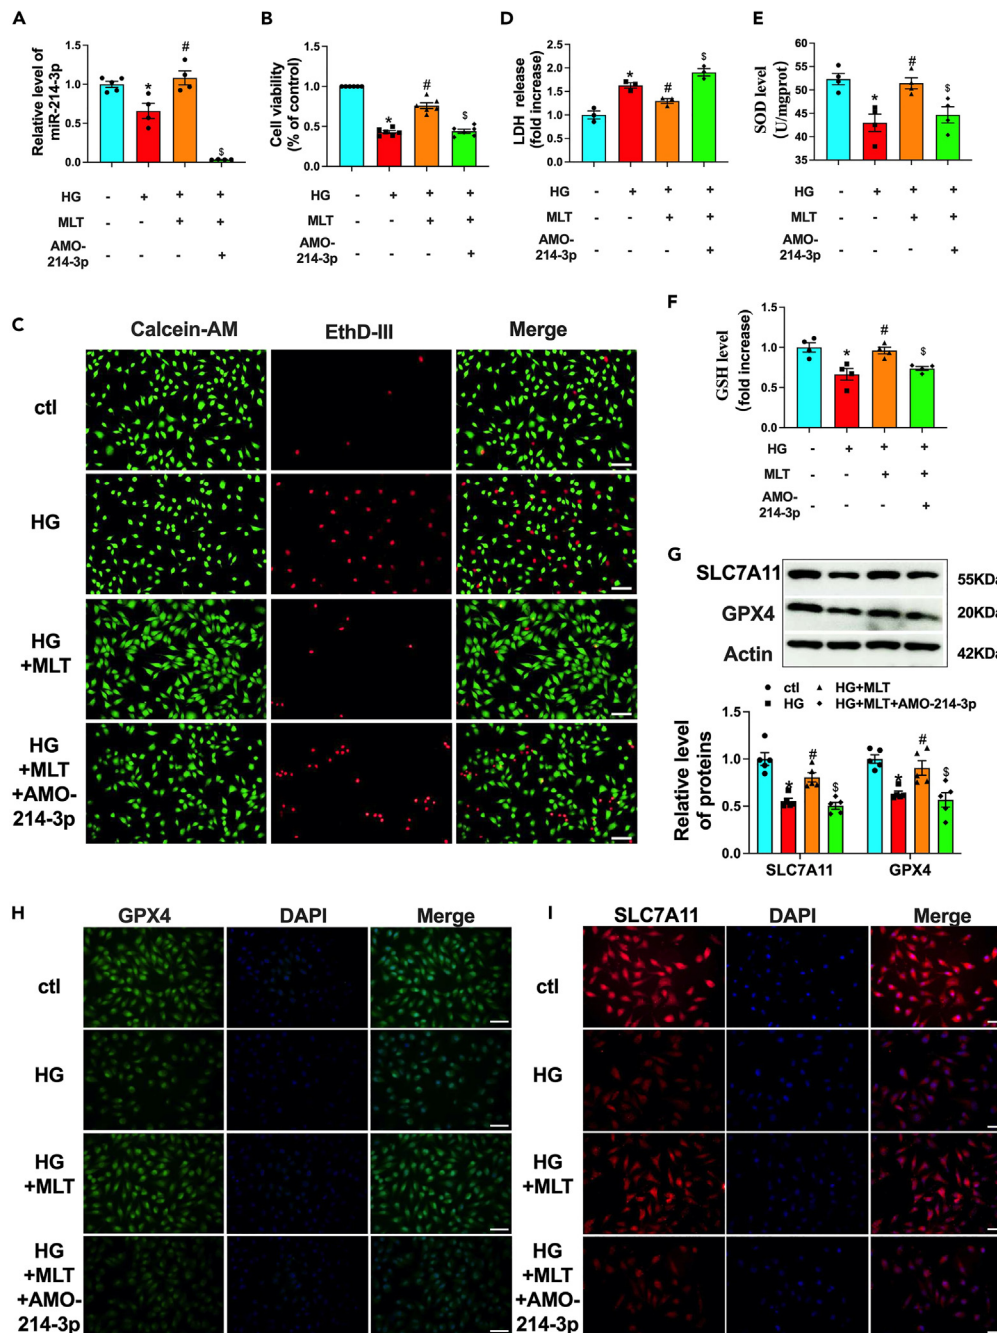 A
Relative level of
miR-214-3p
1.5
1.0
0.5
0.0
*
#
$
HG - + + +
MLT - - + +
AMO-
214-3p - - - +
B
Cell viability
(% of control)
1.5
1.0
0.5
0.0
*
#
$
HG - + + +
MLT - - + +
AMO-
214-3p - - - +
D
LDH release
(fold increase)
2.5
2.0
1.5
1.0
0.5
0.0
*
#
$
HG - + + +
MLT - - + +
AMO-
214-3p - - - +
E
SOD level
(U/mgprot)
60
55
50
45
40
35
*
#
$
HG - + + +
MLT - - + +
AMO-
214-3p - - - +
C
Calcein-AM EthD-III Merge
ctl
HG
HG
+MLT
HG
+MLT
+AMO-
214-3p
F
GSH level
(fold increase)
1.5
1.0
0.5
0.0
*
#
$
HG - + + +
MLT - - + +
AMO-
214-3p - - - +
G
SLC7A11 55KDa
GPX4 20KDa
Actin 42KDa
ctl HG+MLT
HG HG+MLT+AMO-214-3p
Relative level
of proteins
1.5
1.0
0.5
0.0
*
#
$
*
#
$
SLC7A11 GPX4
H
GPX4 DAPI Merge
ctl
HG
HG
+MLT
HG
+MLT
+AMO-
214-3p
I
SLC7A11 DAPI Merge
ctl
HG
HG
+MLT
HG
+MLT
+AMO-
214-3p